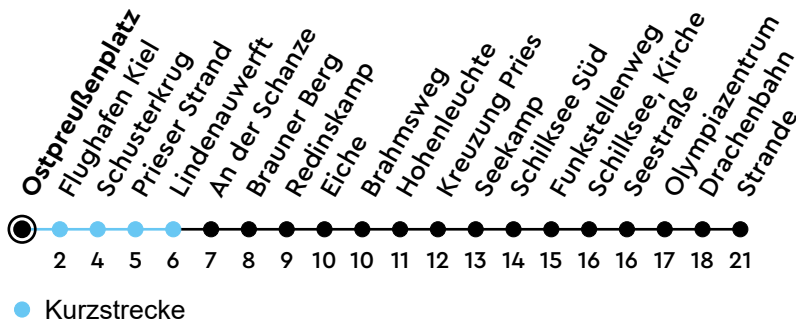 Ostpreußenplatz
Flughafen Kiel
Schusterkrug
Prieser Strand
Lindenauwerft
An der Schanze
Brauner Berg
Redinskamp
Eiche
Brahmsweg
Hohenleuchte
Kreuzung Pries
Seekamp
Schilksee Süd
Funkstellenweg
Schilksee, Kirche
Seestraße
Olympiazentrum
Drachenbahn
Strande
2 4 5 6 7 8 9 10 10 11 12 13 14 15 16 16 17 18 21
Kurzstrecke